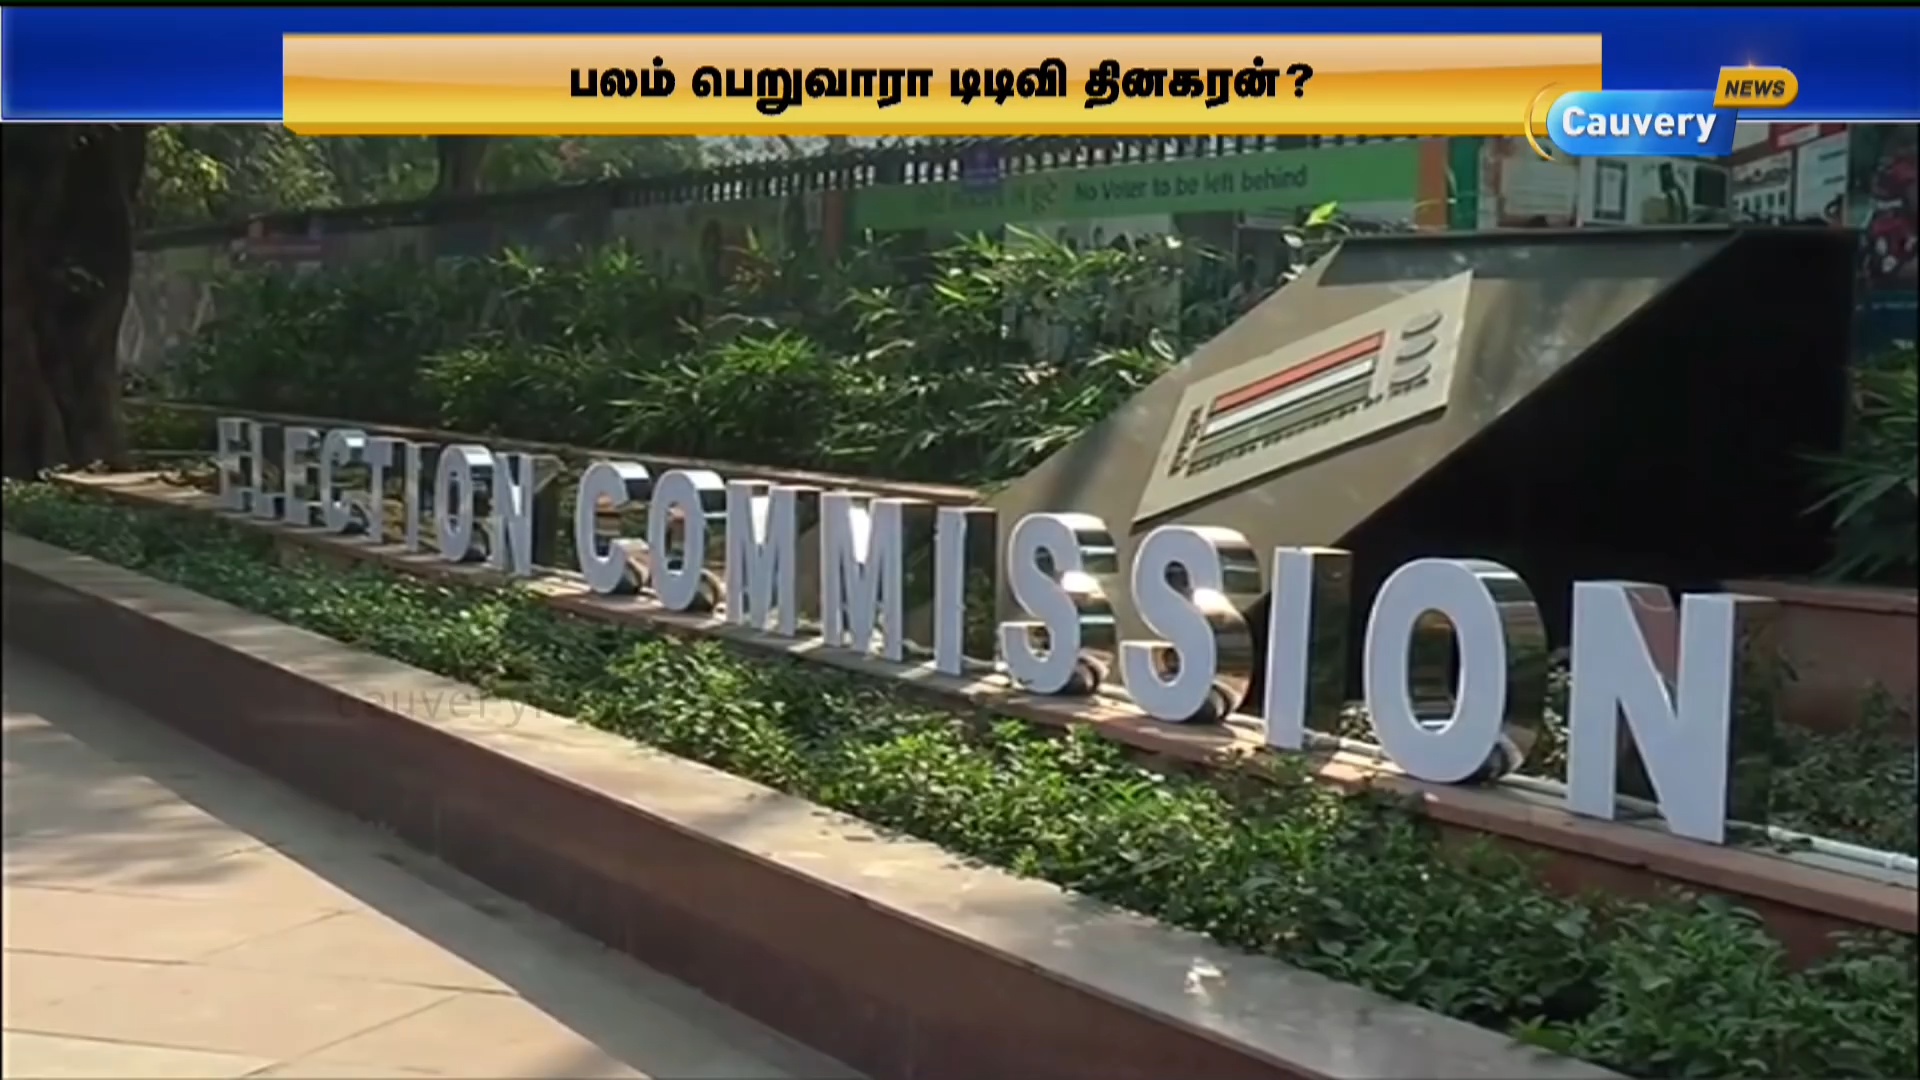 பலம் பெறுவாரா டிடிவி தினகரன்?
NEWS
Cauvery
No Voter to be left behind
ELECTION COMMISSION